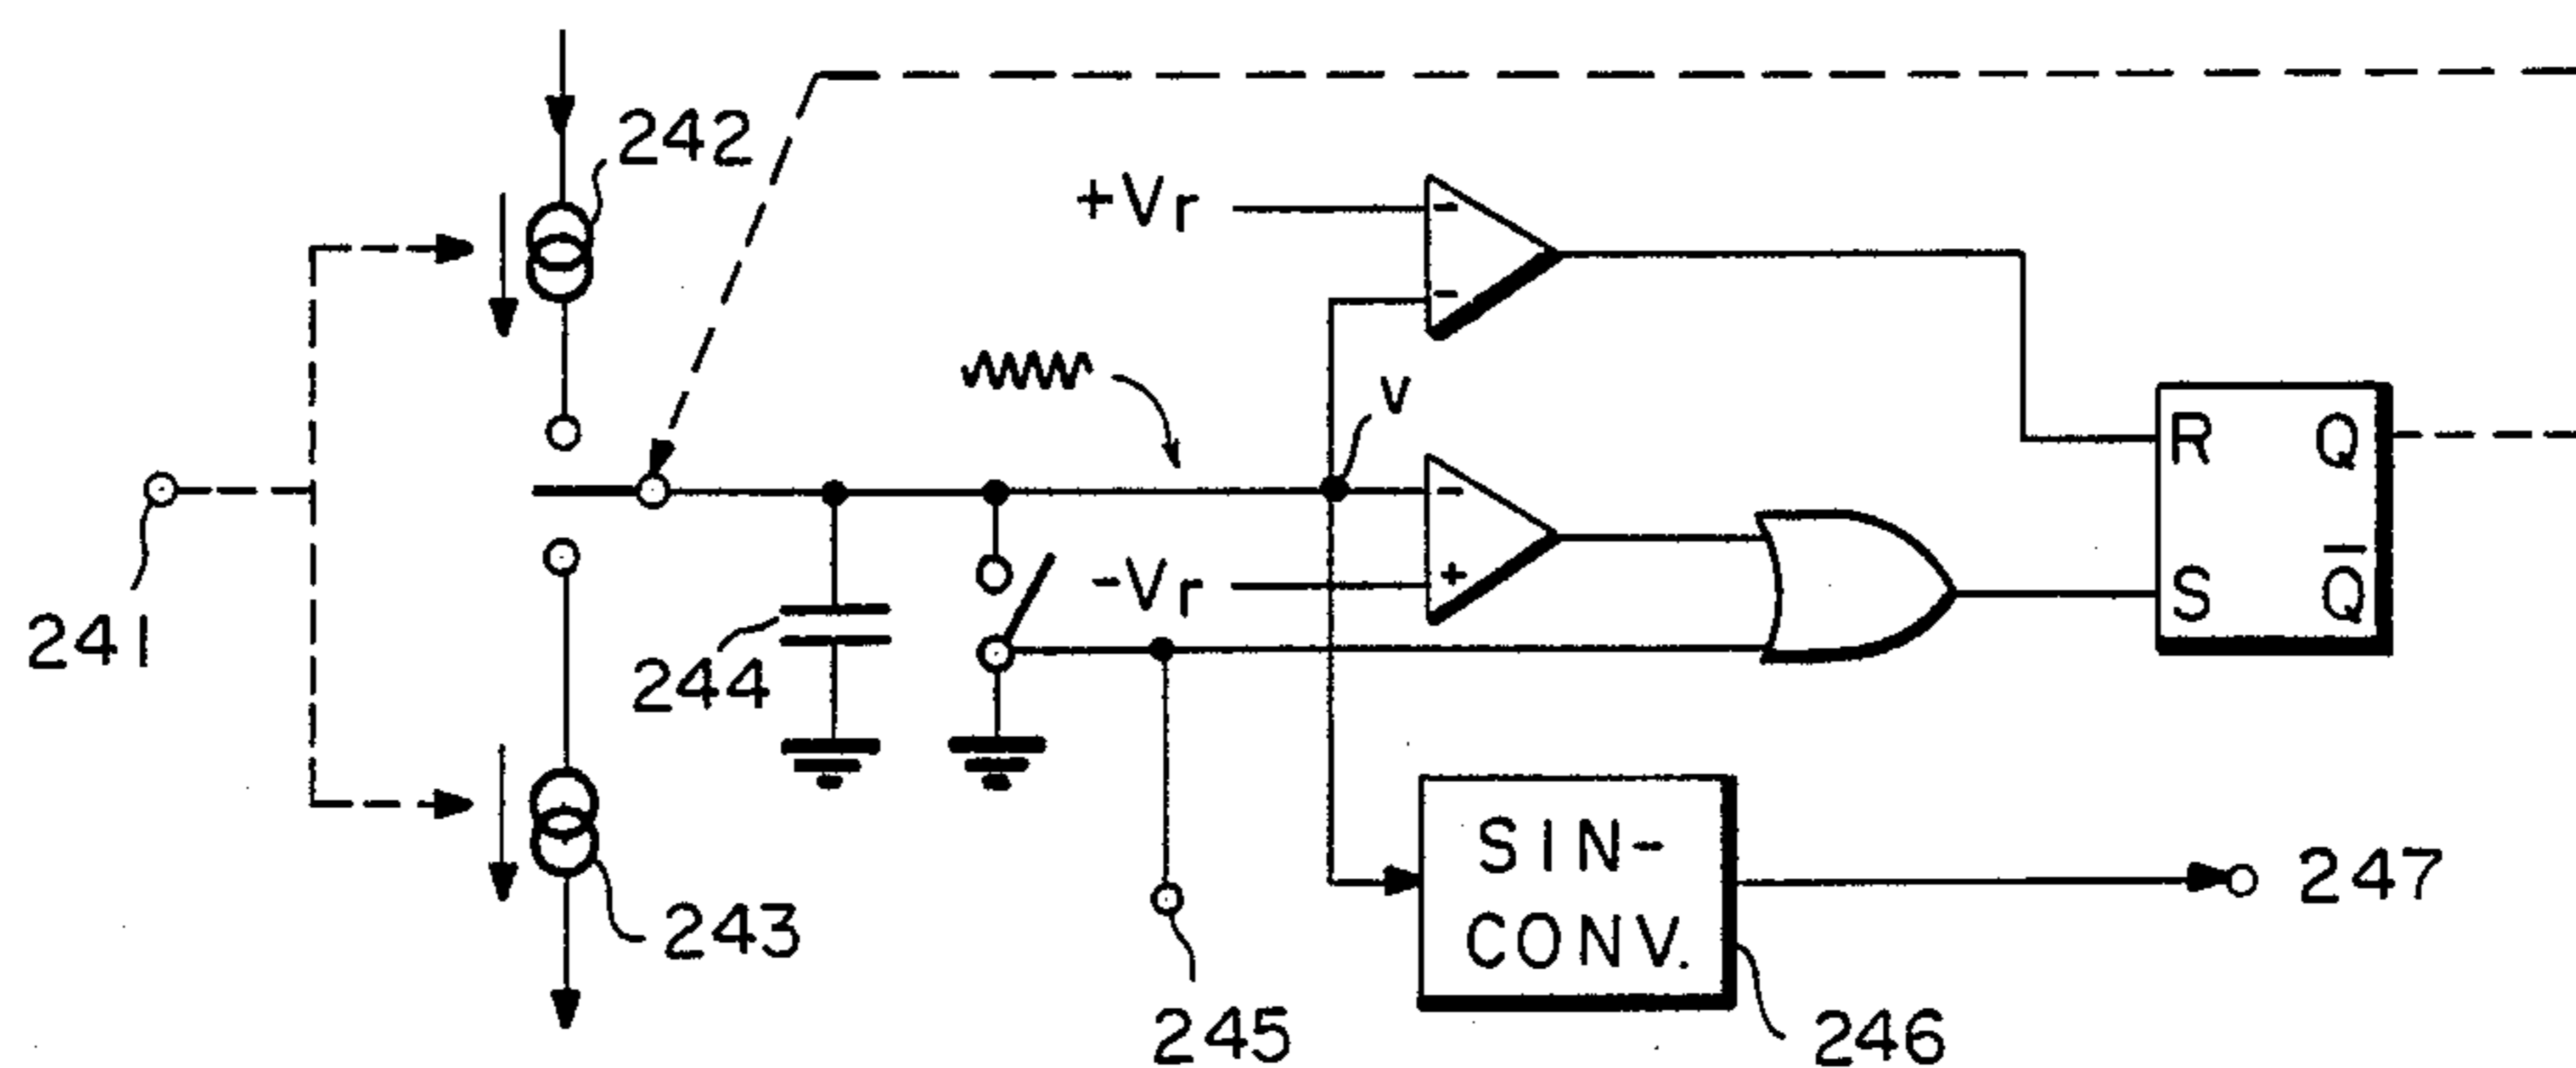 242
+Vr
-
-
V
-
+
-Vr
R Q
S Q̅
241
244
243
SIN-
CONV.
247
245
246